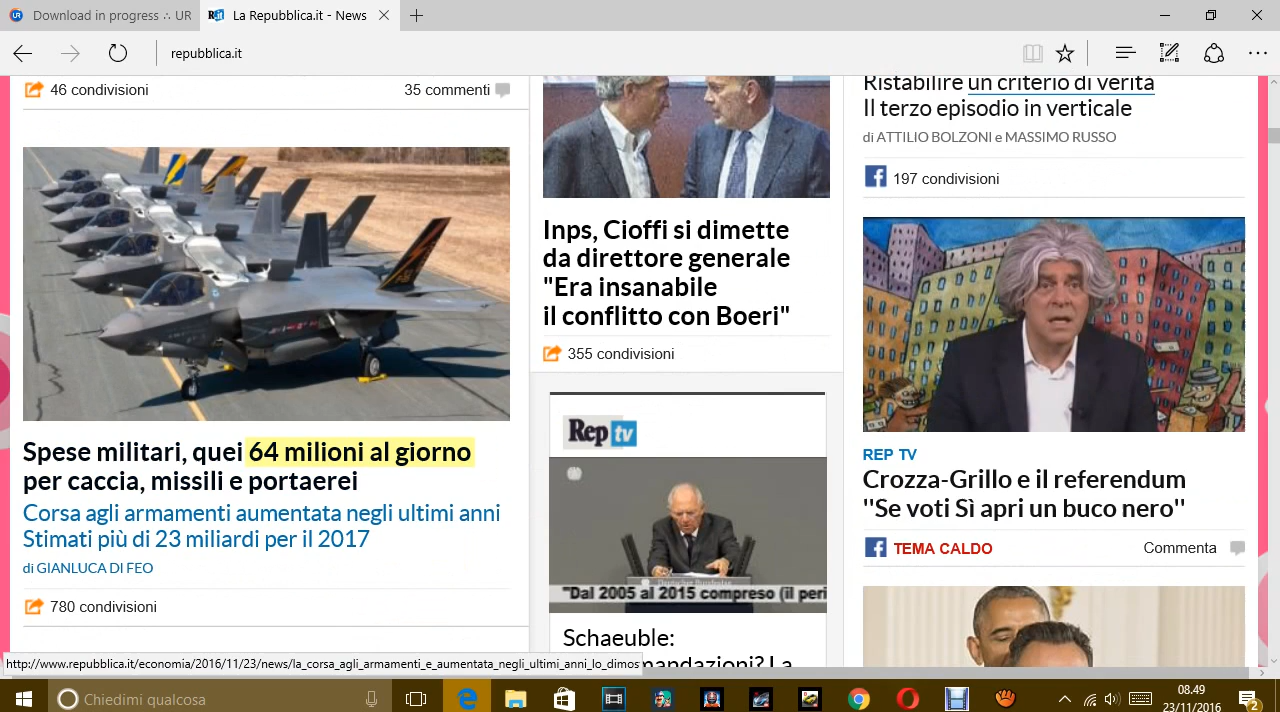 Download in progress ∴ UR
La Repubblica.it - News
repubblica.it
46 condivisioni
35 commenti
Spese militari, quei 64 milioni al giorno
per caccia, missili e portaerei
Corsa agli armamenti aumentata negli ultimi anni
Stimati più di 23 miliardi per il 2017
di GIANLUCA DI FEO
780 condivisioni
Inps, Cioffi si dimette
da direttore generale
"Era insanabile
il conflitto con Boeri"
355 condivisioni
Rep tv
"Dal 2005 al 2015 compreso (il peri
Schaeuble:
La
Ristabilire un criterio di verità
Il terzo episodio in verticale
di ATTILIO BOLZONI e MASSIMO RUSSO
197 condivisioni
REP TV
Crozza-Grillo e il referendum
''Se voti Sì apri un buco nero''
TEMA CALDO
Commenta
http://www.repubblica.it/economia/2016/11/23/news/la_corsa_agli_armamenti_e_aumentata_negli_ultimi_anni_lo_dimos
Chiedimi qualcosa
08.49
23/11/2016
2